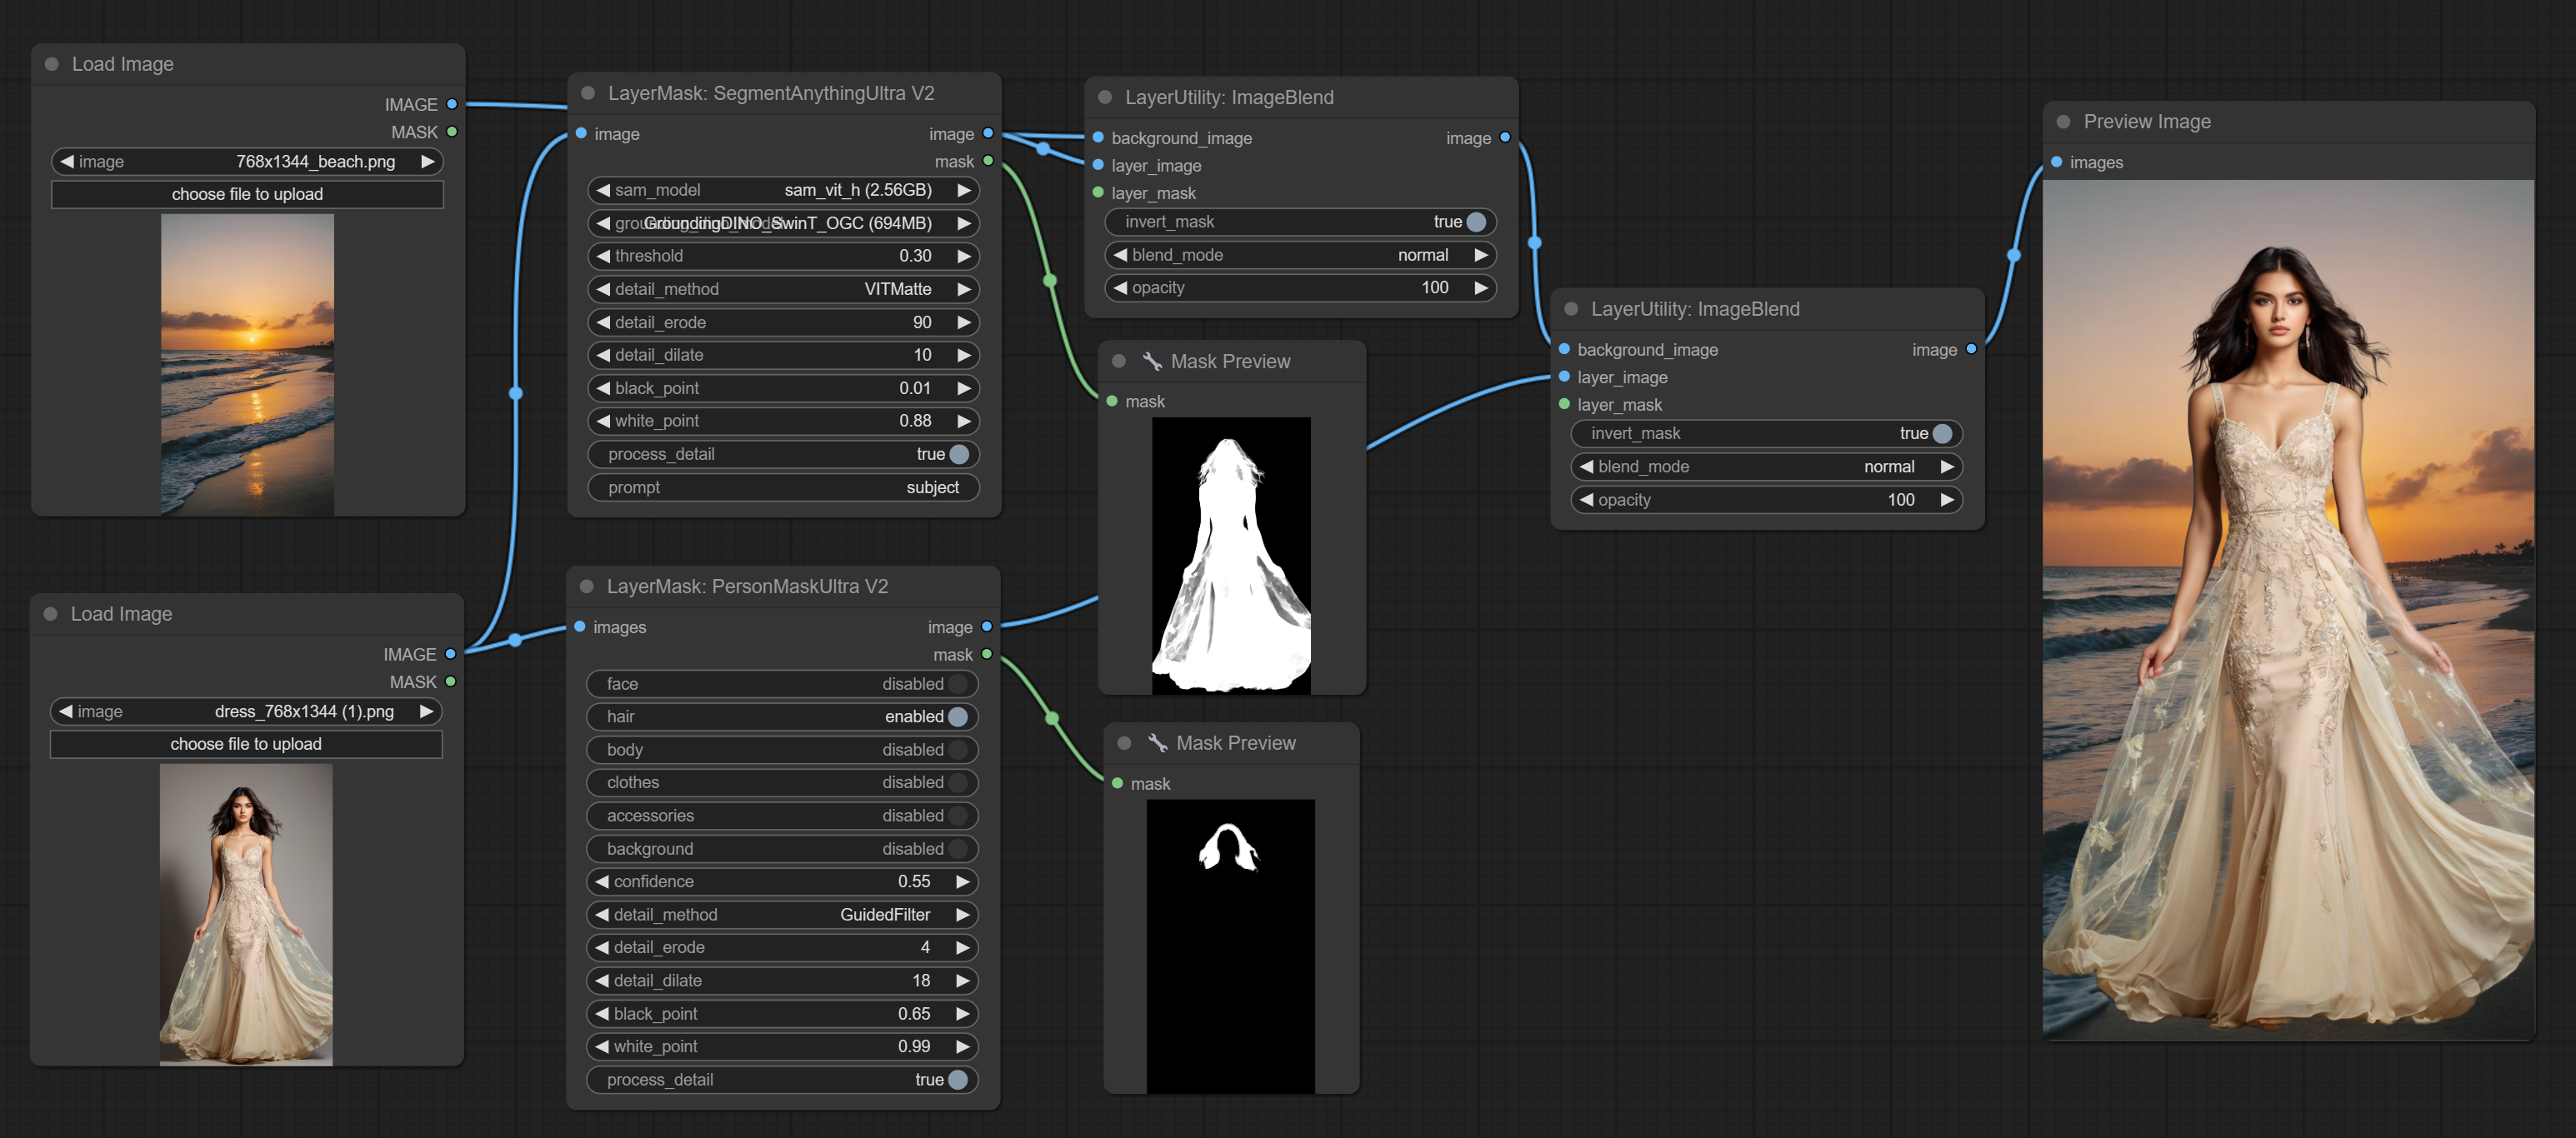 Load Image
IMAGE
MASK
image 768x1344_beach.png
choose file to upload
Load Image
IMAGE
MASK
image dress_768x1344 (1).png
choose file to upload
LayerMask: SegmentAnythingUltra V2
image image
mask
sam_model sam_vit_h (2.56GB)
GroundingDINO_SwinT_OGC (694MB)
threshold 0.30
detail_method VITMatte
detail_erode 90
detail_dilate 10
black_point 0.01
white_point 0.88
process_detail true
prompt subject
LayerMask: PersonMaskUltra V2
images image
mask
face disabled
hair enabled
body disabled
clothes disabled
accessories disabled
background disabled
confidence 0.55
detail_method GuidedFilter
detail_erode 4
detail_dilate 18
black_point 0.65
white_point 0.99
process_detail true
LayerUtility: ImageBlend
background_image image
layer_image
layer_mask
invert_mask true
blend_mode normal
opacity 100
Mask Preview
mask
Mask Preview
mask
LayerUtility: ImageBlend
background_image image
layer_image
layer_mask
invert_mask true
blend_mode normal
opacity 100
Preview Image
images